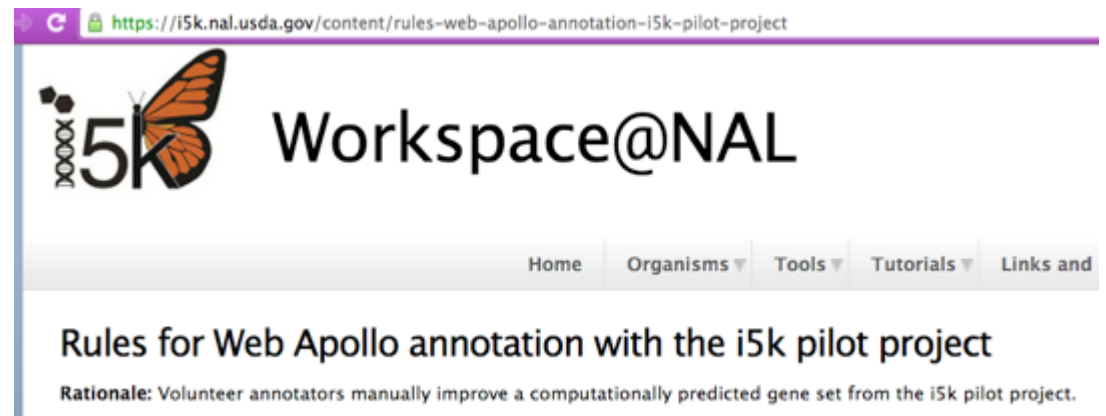 https://i5k.nal.usda.gov/content/rules-web-apollo-annotation-i5k-pilot-project
i5k
Workspace@NAL
Home Organisms Tools Tutorials Links and
Rules for Web Apollo annotation with the i5k pilot project
Rationale: Volunteer annotators manually improve a computationally predicted gene set from the i5k pilot project.